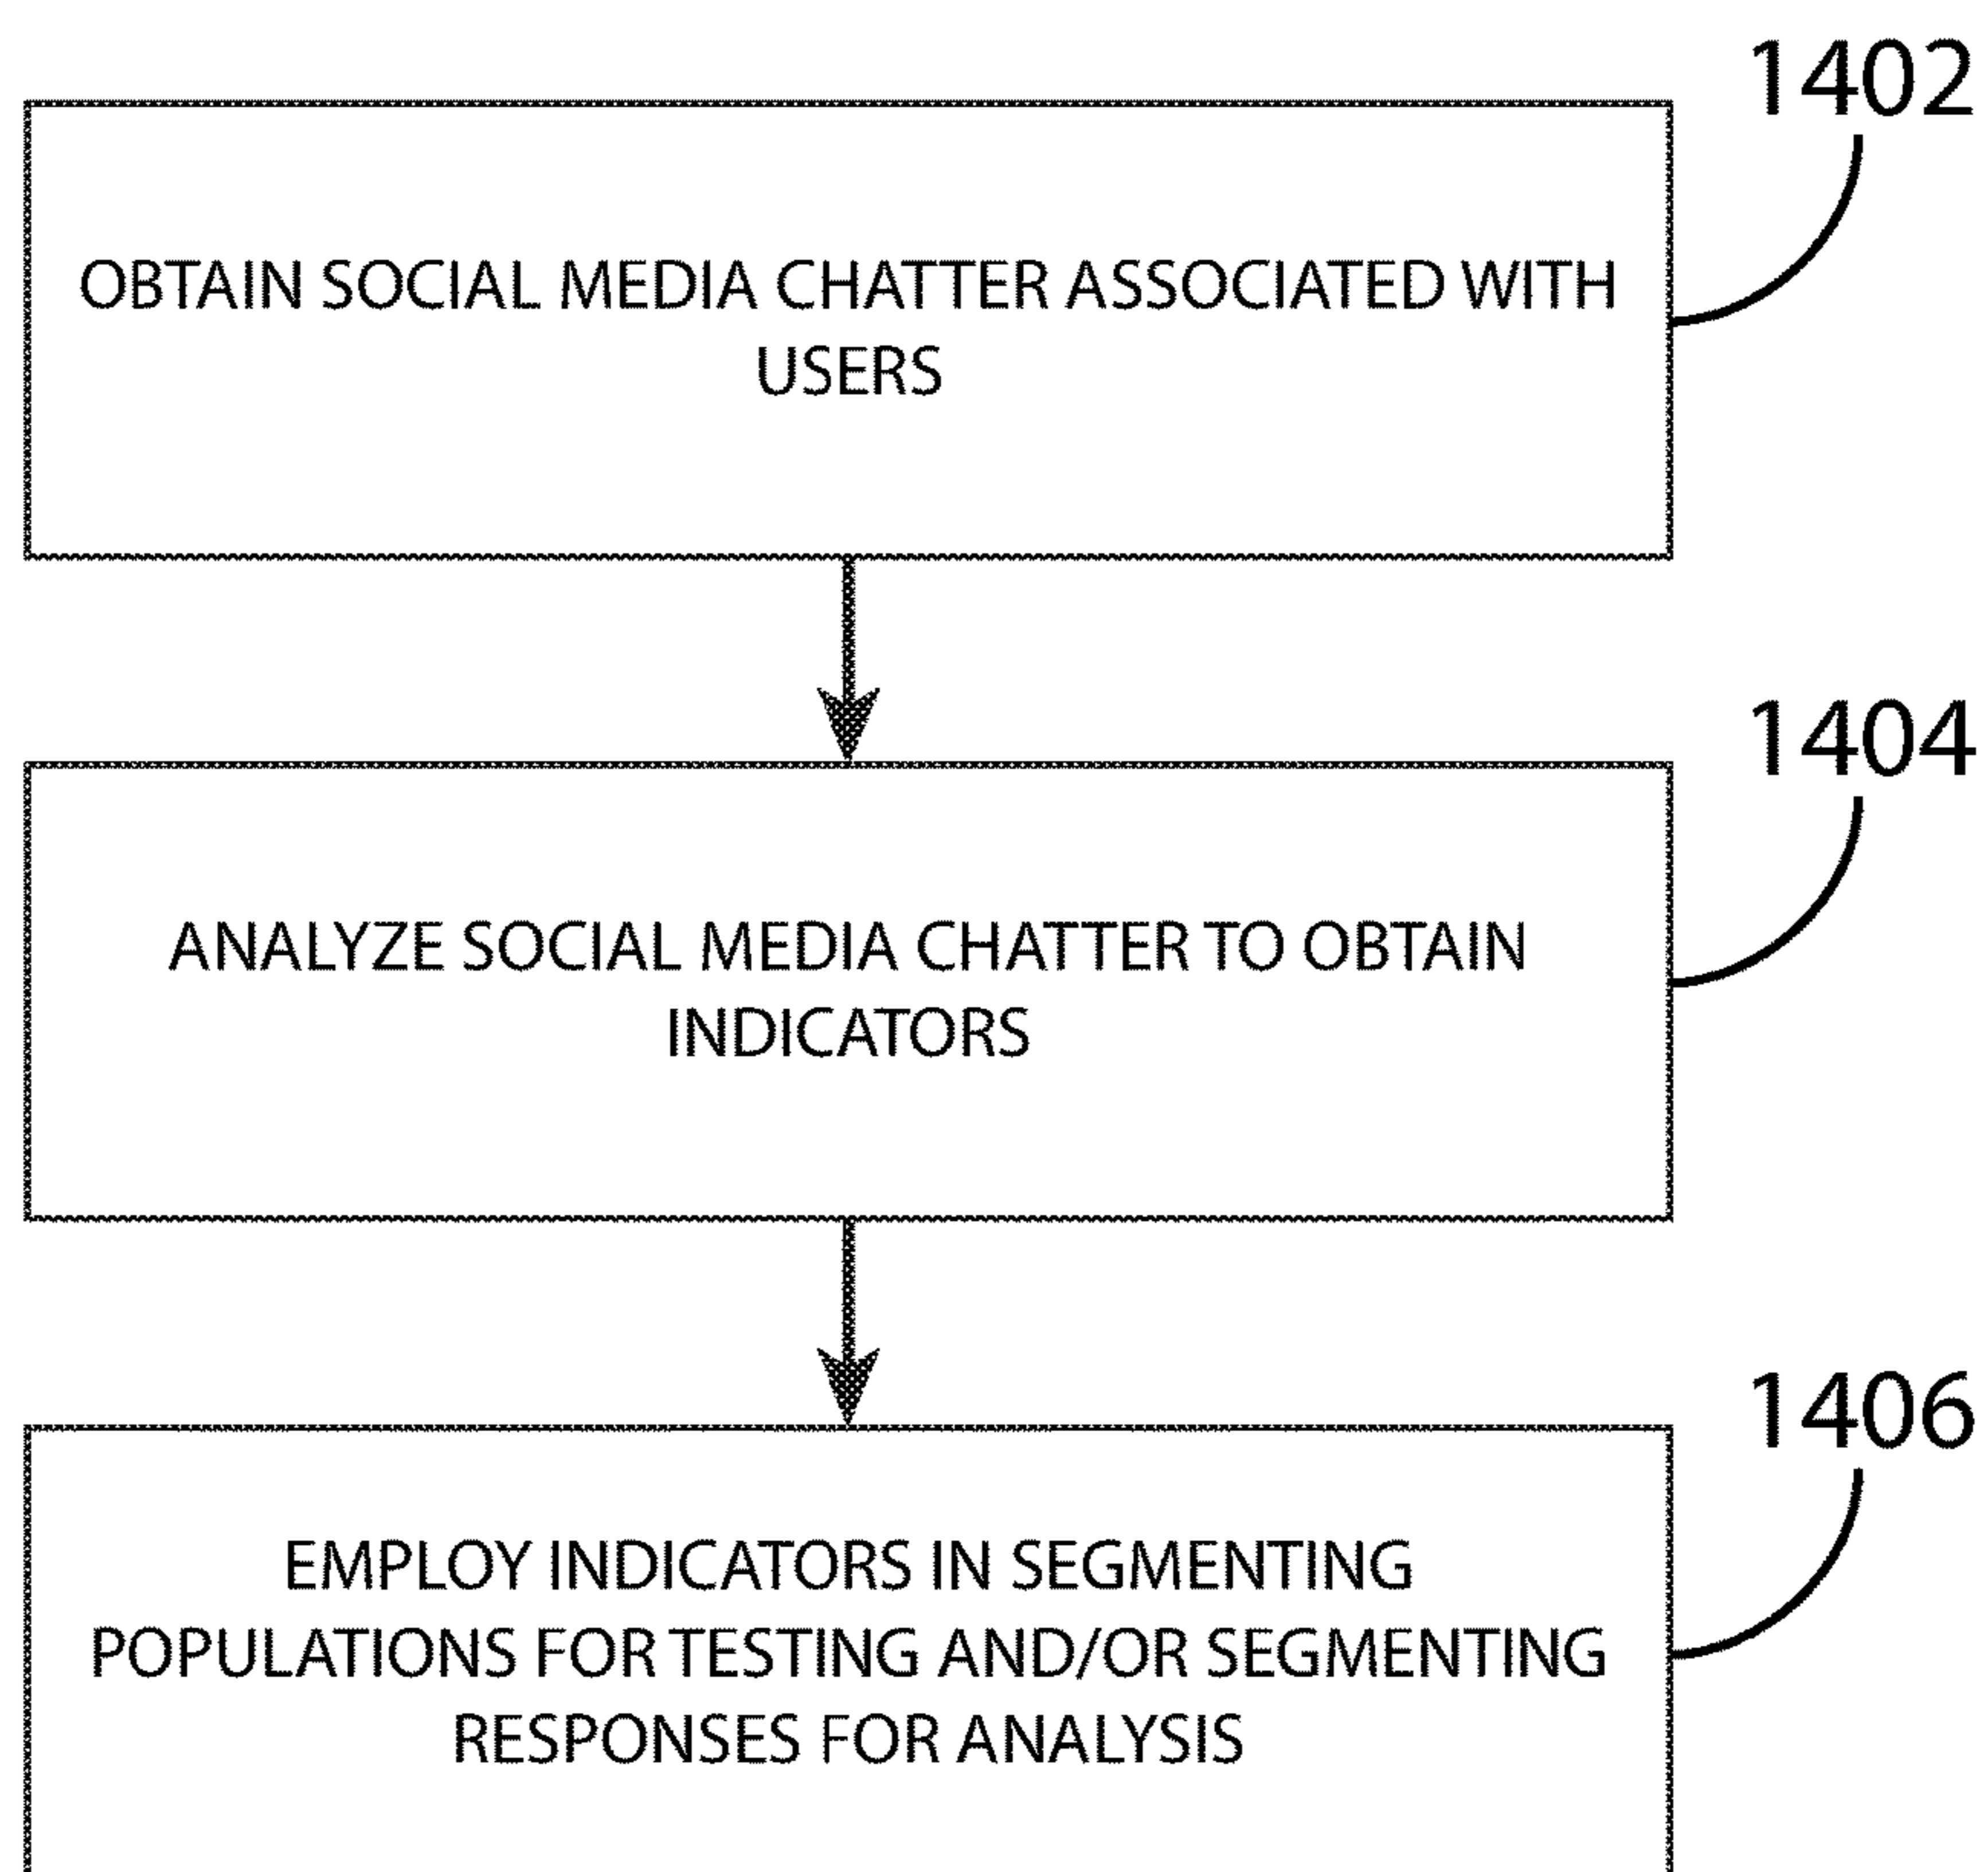 1402
OBTAIN SOCIAL MEDIA CHATTER ASSOCIATED WITH
USERS
1404
ANALYZE SOCIAL MEDIA CHATTER TO OBTAIN
INDICATORS
1406
EMPLOY INDICATORS IN SEGMENTING
POPULATIONS FOR TESTING AND/OR SEGMENTING
RESPONSES FOR ANALYSIS